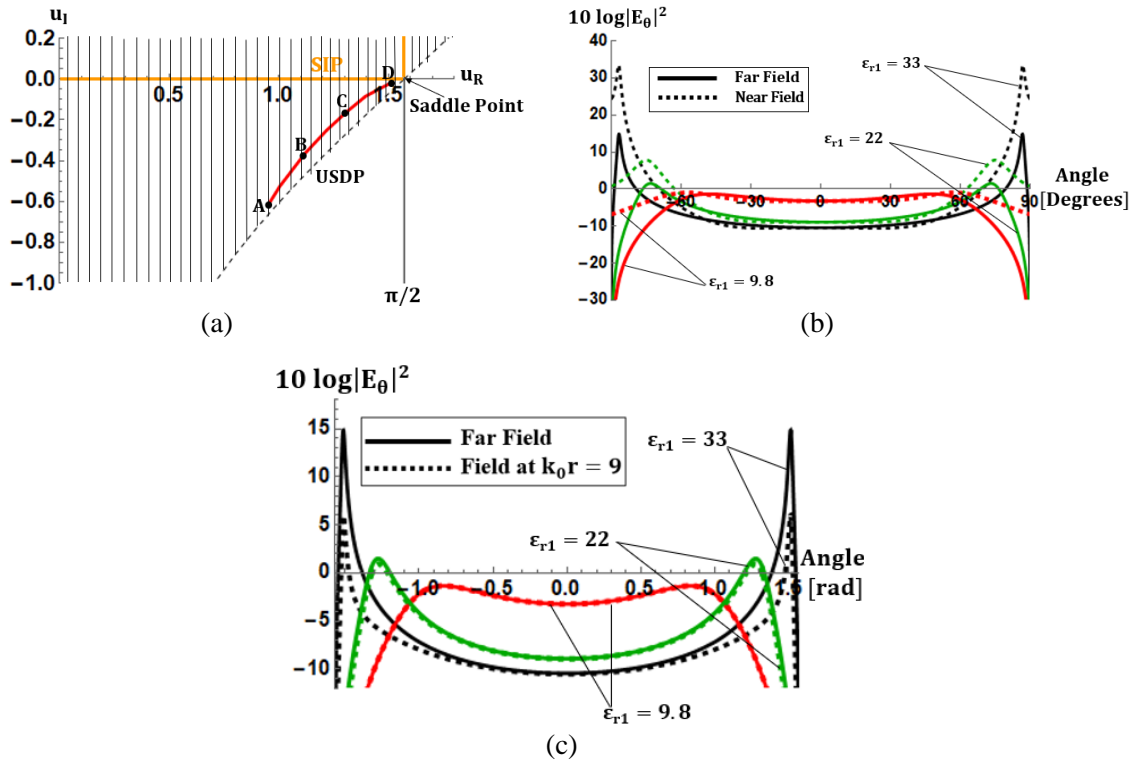 u_I
0.2
SIP
0.0
D
u_R
0.5
1.0
1.5
Saddle Point
C
−0.2
B
−0.4
USDP
A
−0.6
−0.8
−1.0
π/2
(a)
10 log|E_θ|²
40
30
20
10
0
−10
−20
−30
Far Field
Near Field
ε_r1 = 33
ε_r1 = 22
Angle
[Degrees]
−60
−30
0
30
60
90
ε_r1 = 9.8
(b)
10 log|E_θ|²
15
10
5
0
−5
−10
Far Field
Field at k₀r = 9
ε_r1 = 33
ε_r1 = 22
Angle
[rad]
−1.0
−0.5
0.0
0.5
1.0
1.5
ε_r1 = 9.8
(c)